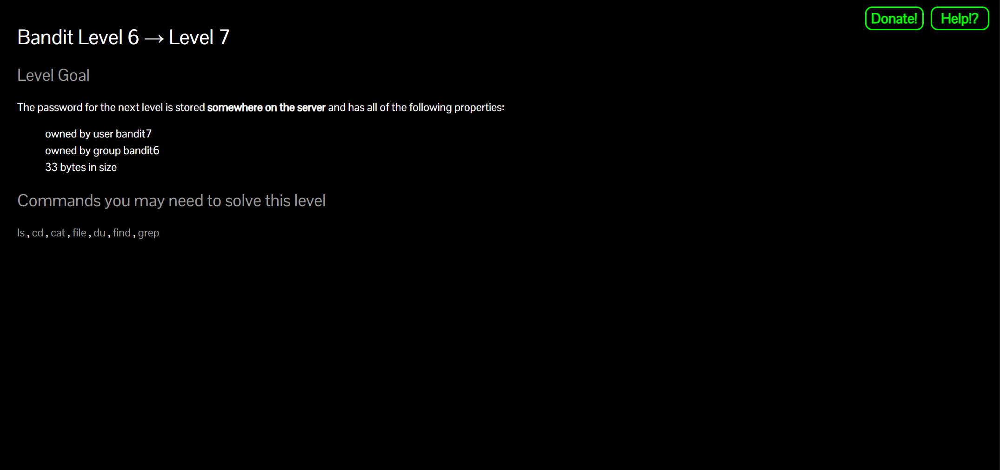 Donate! Help!?
Bandit Level 6 → Level 7
Level Goal
The password for the next level is stored somewhere on the server and has all of the following properties:
owned by user bandit7
owned by group bandit6
33 bytes in size
Commands you may need to solve this level
ls , cd , cat , file , du , find , grep